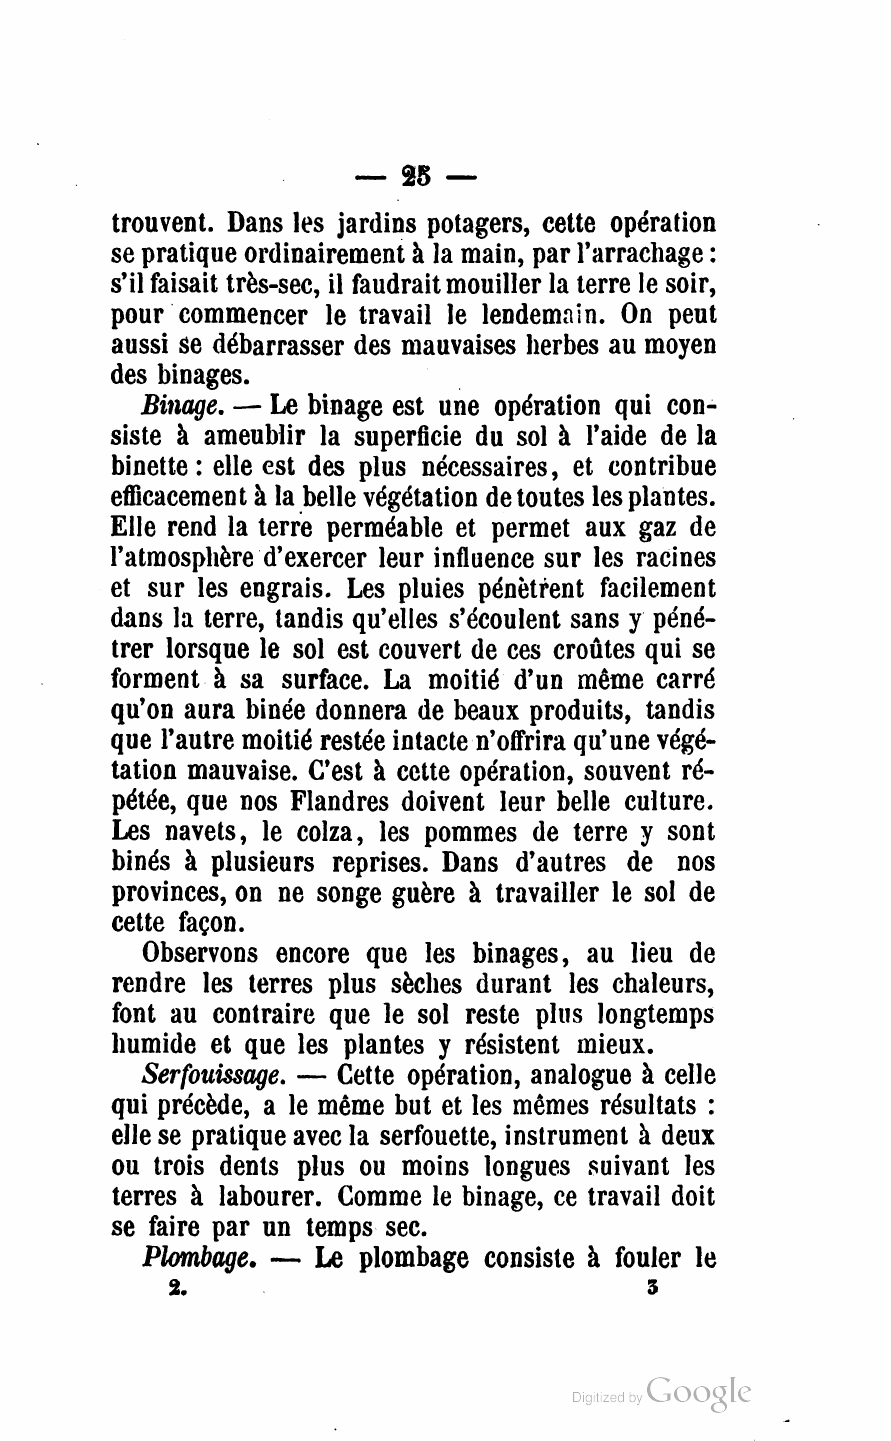 — 25 —
trouvent. Dans les jardins potagers, cette opération
se pratique ordinairement à la main, par l'arrachage :
s'il faisait très-sec, il faudrait mouiller la terre le soir,
pour commencer le travail le lendemain. On peut
aussi se débarrasser des mauvaises herbes au moyen
des binages.
Binage. — Le binage est une opération qui con-
siste à ameublir la superficie du sol à l'aide de la
binette : elle est des plus nécessaires, et contribue
efficacement à la belle végétation de toutes les plantes.
Elle rend la terre perméable et permet aux gaz de
l'atmosphère d'exercer leur influence sur les racines
et sur les engrais. Les pluies pénètrent facilement
dans la terre, tandis qu'elles s'écoulent sans y péné-
trer lorsque le sol est couvert de ces croûtes qui se
forment à sa surface. La moitié d'un même carré
qu'on aura binée donnera de beaux produits, tandis
que l'autre moitié restée intacte n'offrira qu'une végé-
tation mauvaise. C'est à cette opération, souvent ré-
pétée, que nos Flandres doivent leur belle culture.
Les navets, le colza, les pommes de terre y sont
binés à plusieurs reprises. Dans d'autres de nos
provinces, on ne songe guère à travailler le sol de
cette façon.
Observons encore que les binages, au lieu de
rendre les terres plus sèches durant les chaleurs,
font au contraire que le sol reste plus longtemps
humide et que les plantes y résistent mieux.
Serfouissage. — Cette opération, analogue à celle
qui précède, a le même but et les mêmes résultats :
elle se pratique avec la serfouette, instrument à deux
ou trois dents plus ou moins longues suivant les
terres à labourer. Comme le binage, ce travail doit
se faire par un temps sec.
Plombage. — Le plombage consiste à fouler le
2. 3
Digitized by Google